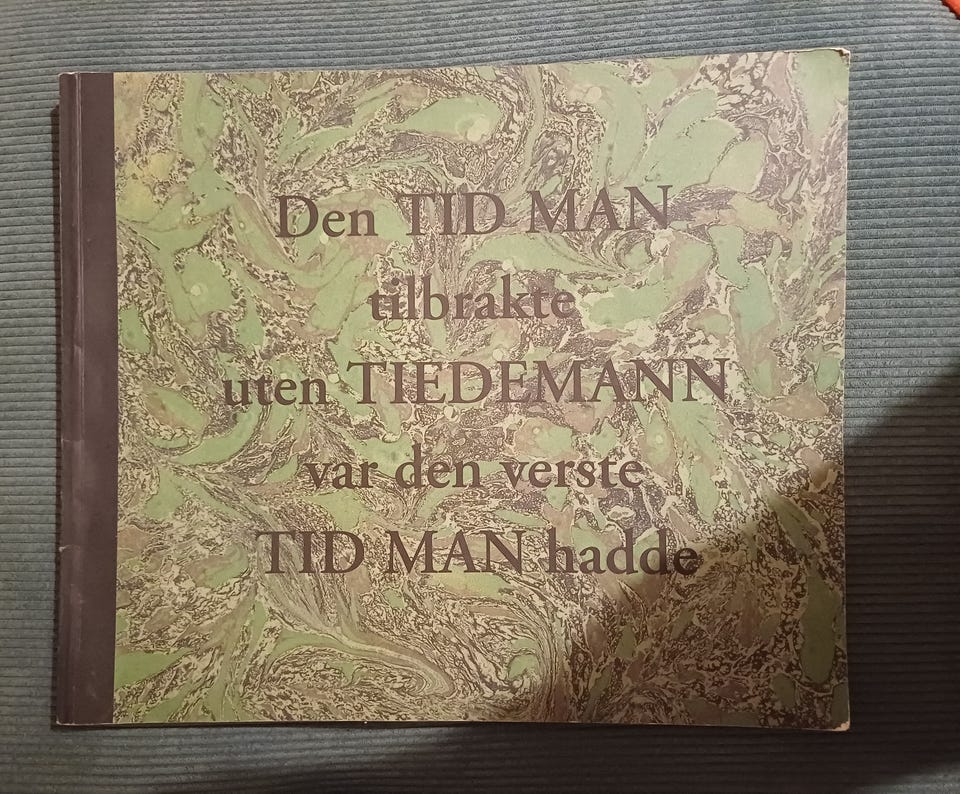 Den TID MAN
tilbrakte
uten TIEDEMANN
var den verste
TID MAN hadde